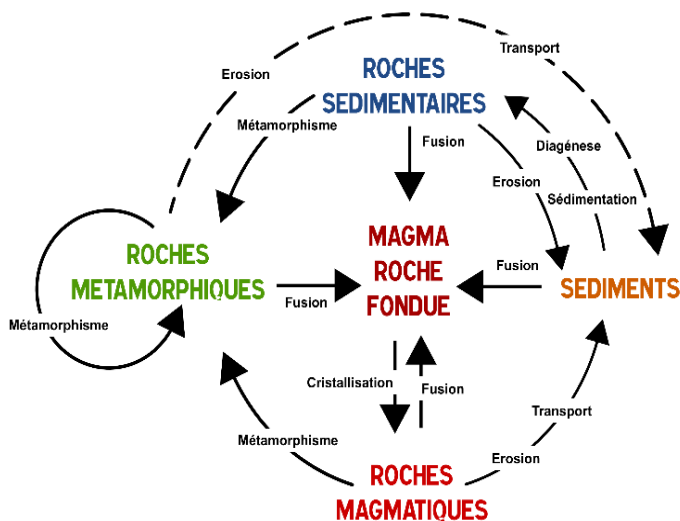 Transport
Erosion
ROCHES
SEDIMENTAIRES
Métamorphisme
Fusion
Diagénese
Erosion
Sédimentation
ROCHES
METAMORPHIQUES
MAGMA
ROCHE
FONDUE
Fusion
SEDIMENTS
Fusion
Métamorphisme
Cristallisation
Fusion
Transport
Métamorphisme
Erosion
ROCHES
MAGMATIQUES